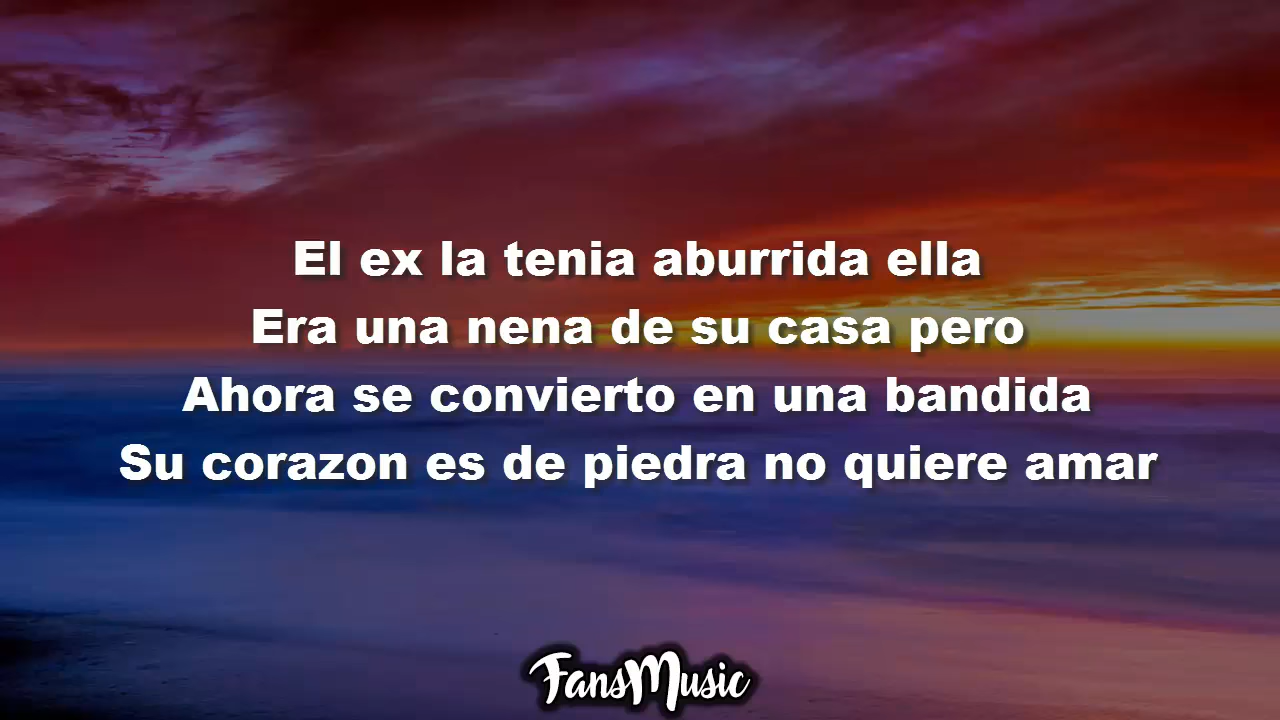 El ex la tenia aburrida ella
Era una nena de su casa pero
Ahora se convierto en una bandida
Su corazon es de piedra no quiere amar
FansMusic